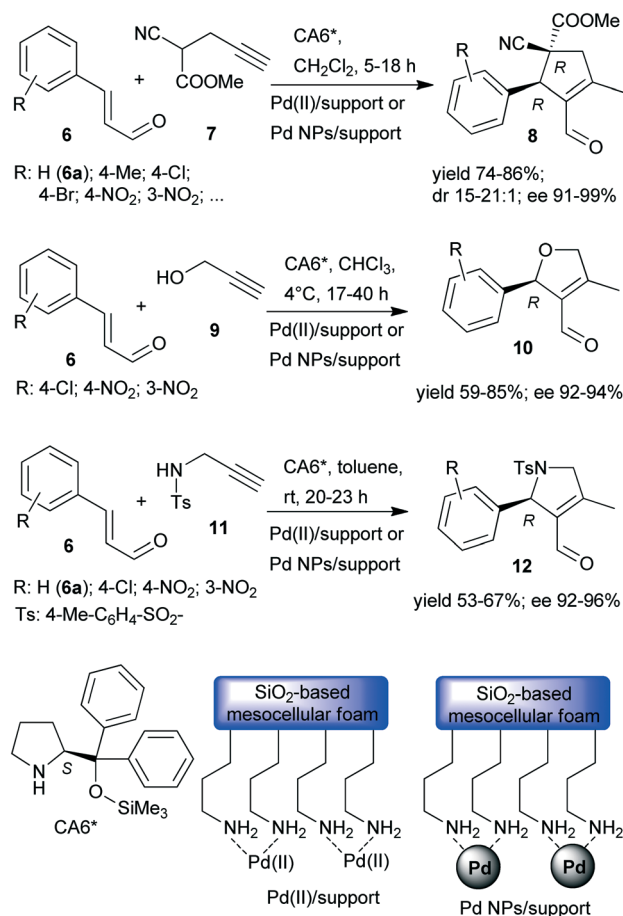 COOMe
NC
R
+
COOMe
O
6
7
CA6*,
CH2Cl2, 5-18 h
Pd(II)/support or
Pd NPs/support
R
NC
R
R
O
8
R: H (6a); 4-Me; 4-Cl;
4-Br; 4-NO2; 3-NO2; ...
yield 74-86%;
dr 15-21:1; ee 91-99%
R
+
HO
O
6
9
CA6*, CHCl3,
4°C, 17-40 h
Pd(II)/support or
Pd NPs/support
R
O
R
O
10
R: 4-Cl; 4-NO2; 3-NO2
yield 59-85%; ee 92-94%
R
+
HN
Ts
O
6
11
CA6*, toluene,
rt, 20-23 h
Pd(II)/support or
Pd NPs/support
R
Ts
N
R
O
12
R: H (6a); 4-Cl; 4-NO2; 3-NO2
Ts: 4-Me-C6H4-SO2-
yield 53-67%; ee 92-96%
NH
S
O
SiMe3
CA6*
SiO2-based
mesocellular foam
NH2 NH2 NH2 NH2
Pd(II) Pd(II)
Pd(II)/support
SiO2-based
mesocellular foam
NH2 NH2 NH2 NH2
Pd Pd
Pd NPs/support